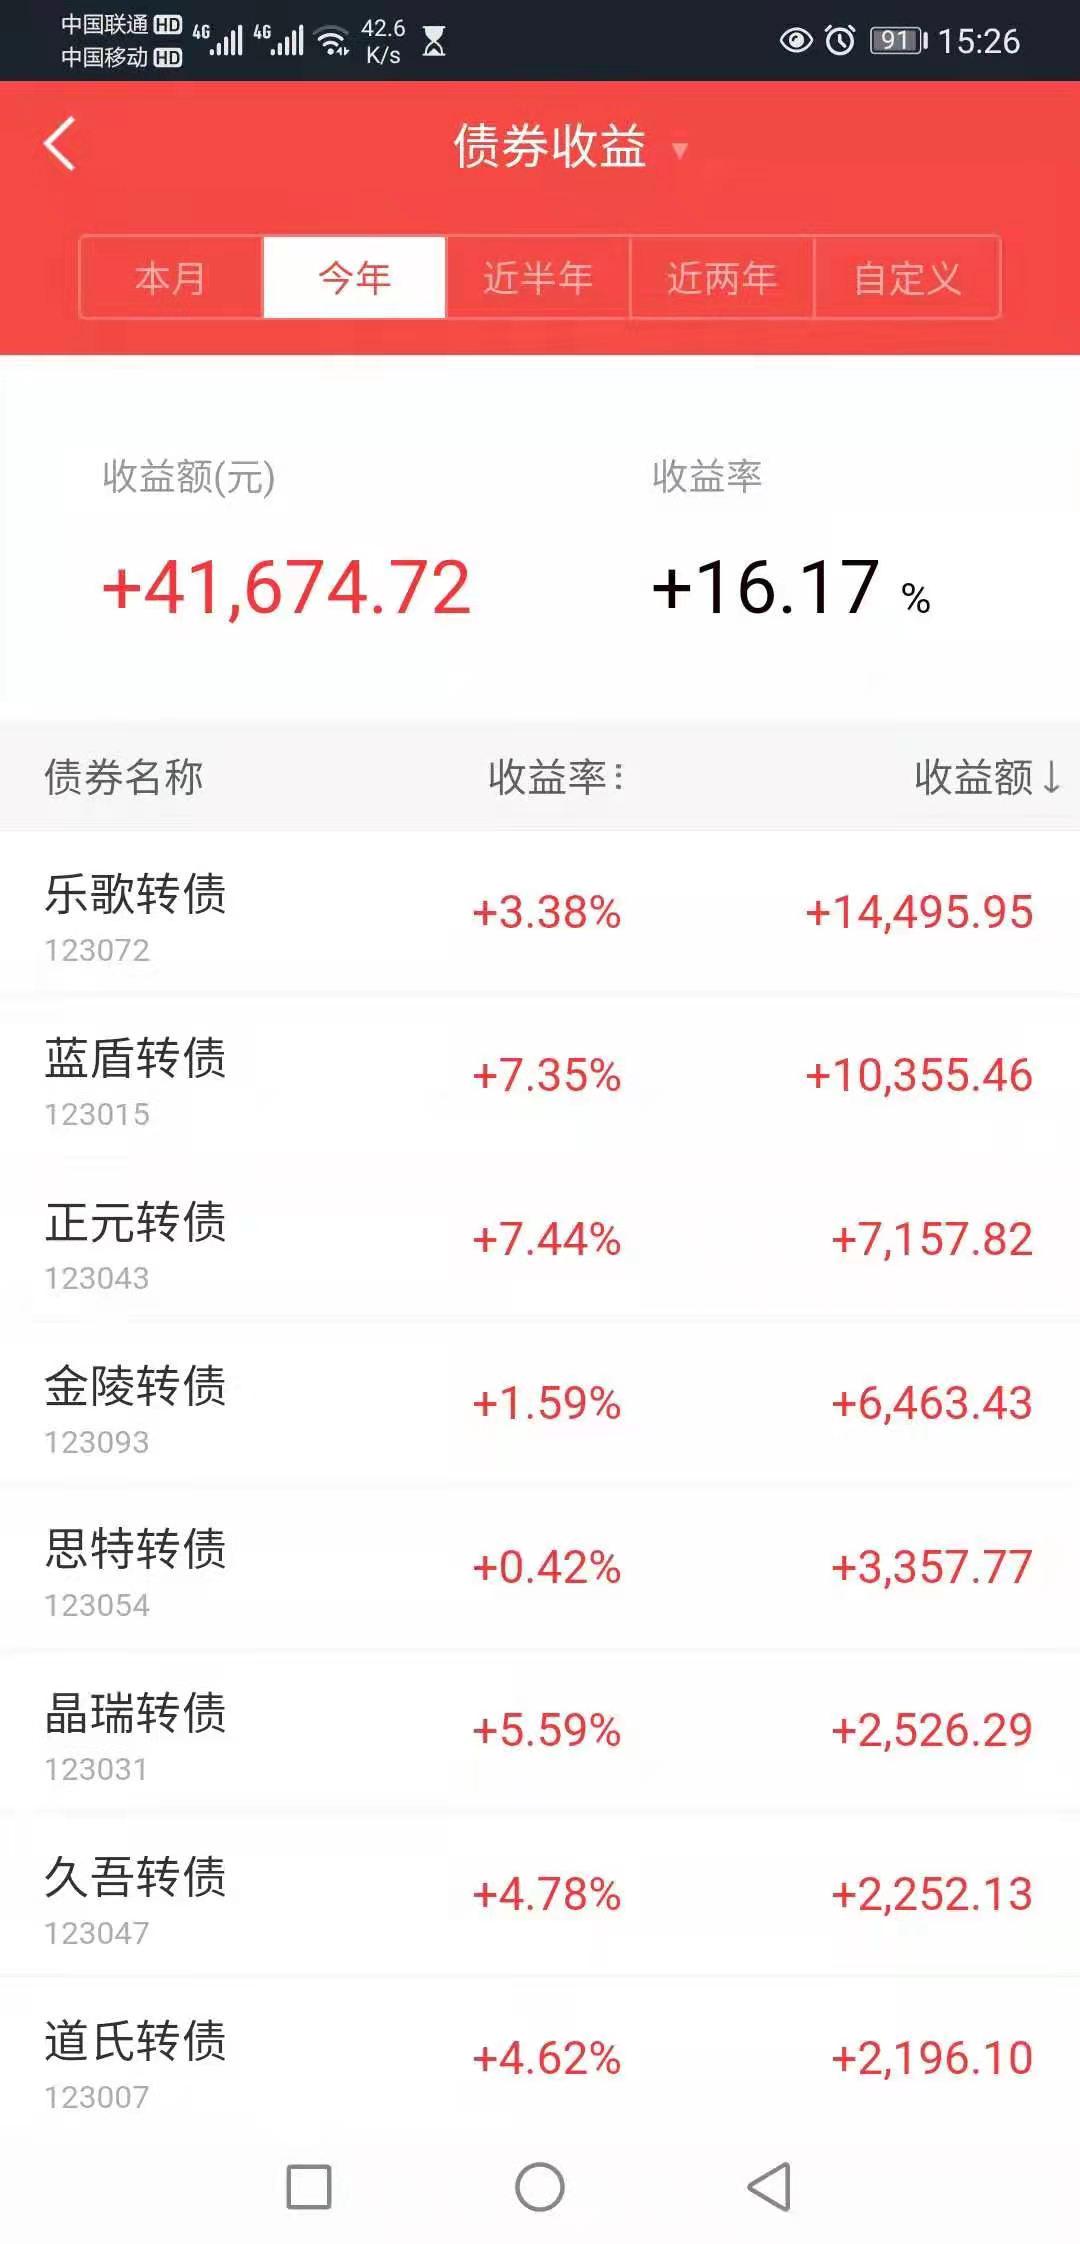 中国联通 HD 4G 4G 42.6 K/s 91 15:26
中国移动 HD
债券收益
本月 今年 近半年 近两年 自定义
收益额(元) 收益率
+41,674.72 +16.17 %
债券名称 收益率 收益额↓
乐歌转债 +3.38% +14,495.95
123072
蓝盾转债 +7.35% +10,355.46
123015
正元转债 +7.44% +7,157.82
123043
金陵转债 +1.59% +6,463.43
123093
思特转债 +0.42% +3,357.77
123054
晶瑞转债 +5.59% +2,526.29
123031
久吾转债 +4.78% +2,252.13
123047
道氏转债 +4.62% +2,196.10
123007